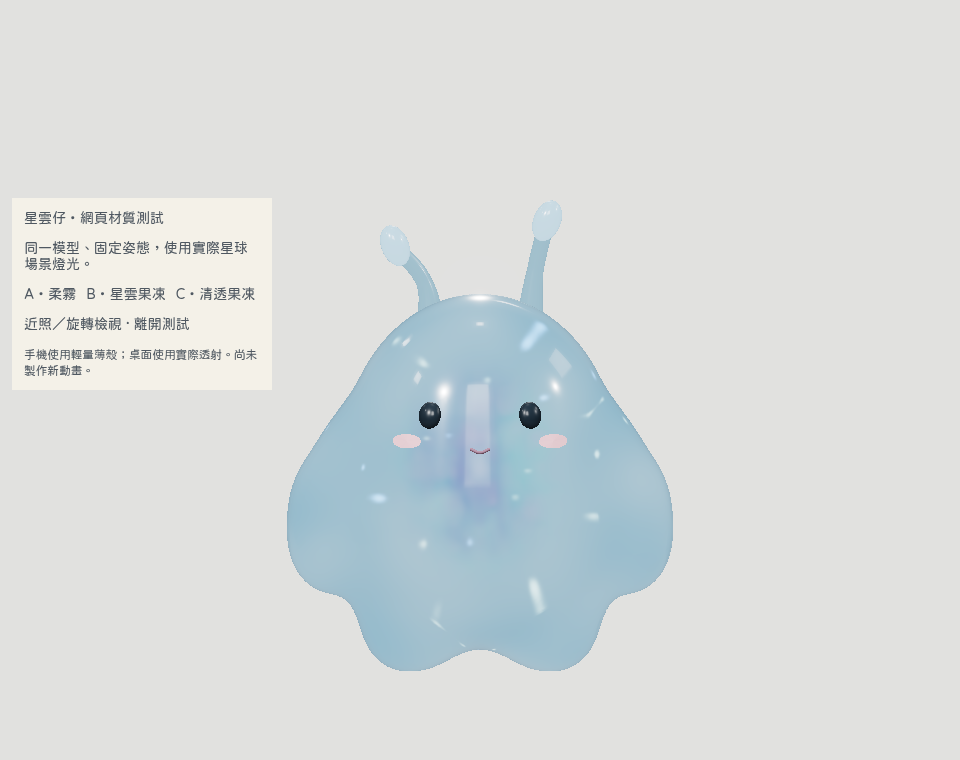 星雲仔・網頁材質測試
同一模型、固定姿態，使用實際星球
場景燈光。
A・柔霧 B・星雲果凍 C・清透果凍
近照／旋轉檢視・離開測試
手機使用輕量薄殼；桌面使用實際透射。尚未
製作新動畫。